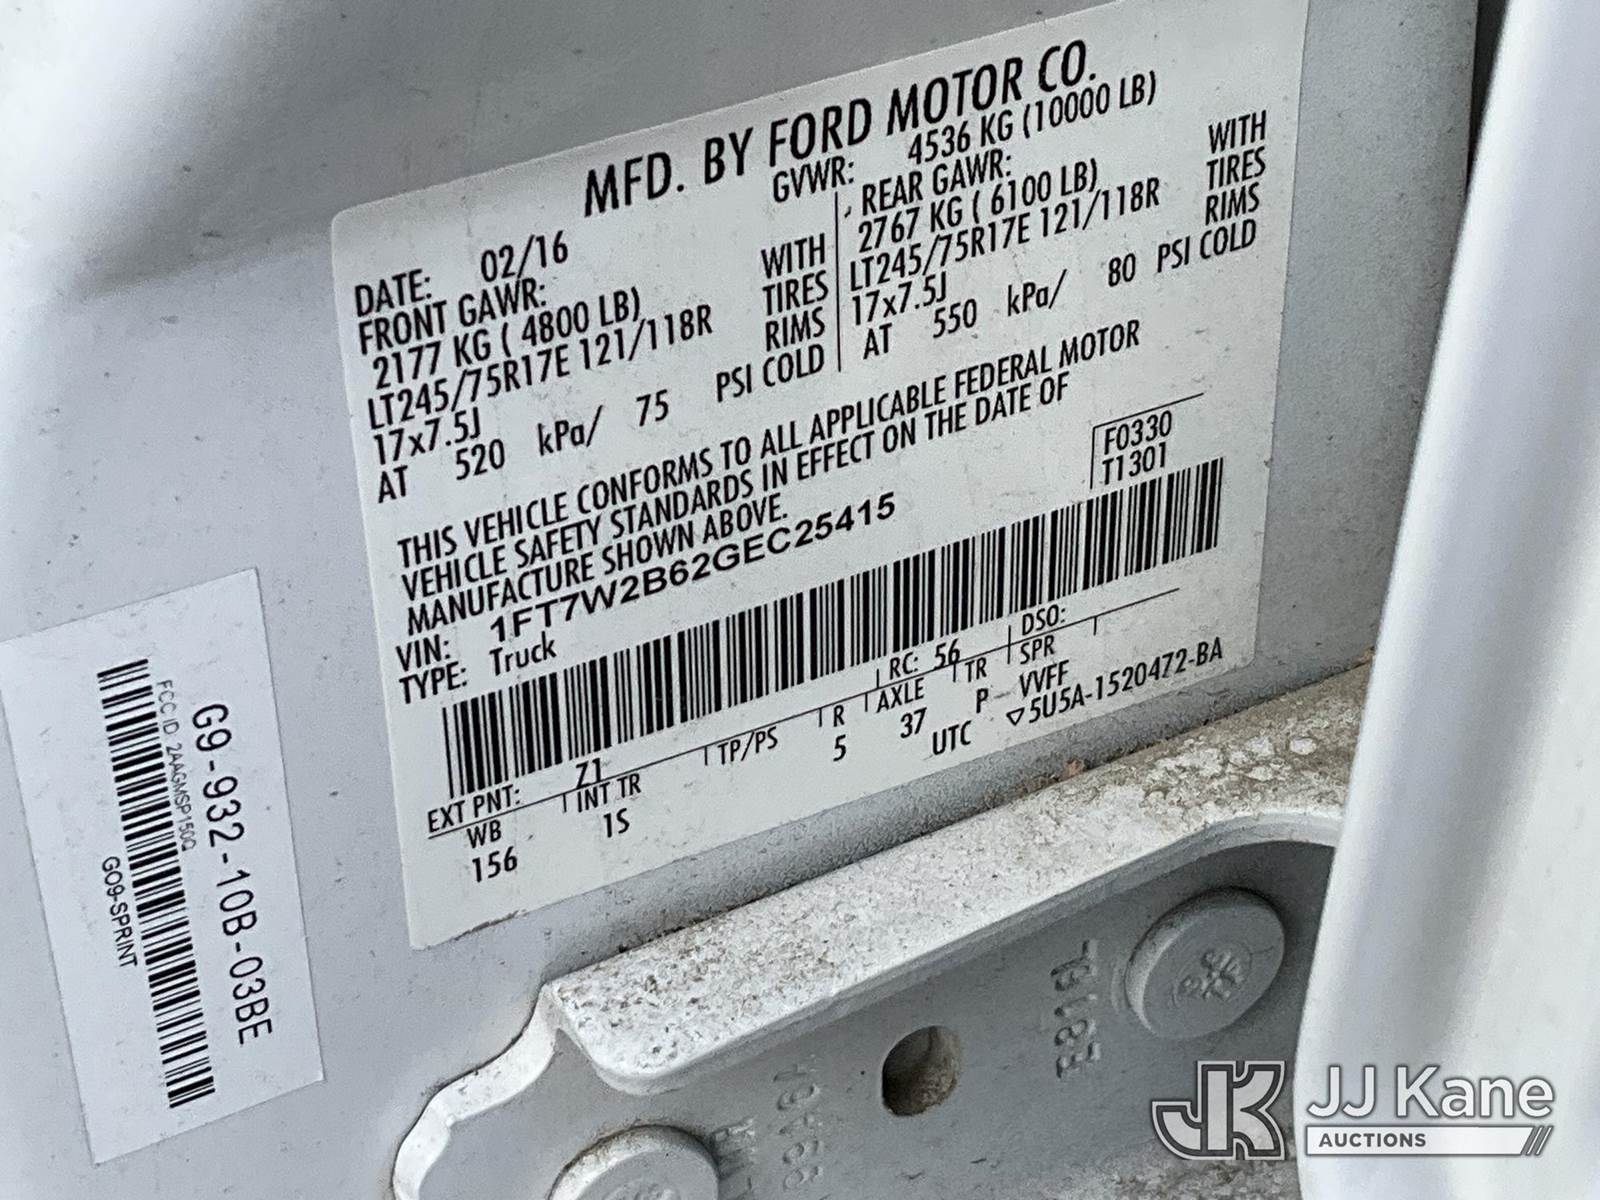 MFD. BY FORD MOTOR CO.
DATE: 02/16
GVWR: 4536 KG (10000 LB)
FRONT GAWR:
2177 KG ( 4800 LB) WITH
LT245/75R17E 121/118R TIRES
17x7.5J RIMS
AT 520 kPa/ 75 PSI COLD
REAR GAWR:
2767 KG ( 6100 LB) WITH
LT245/75R17E 121/118R TIRES
17x7.5J RIMS
AT 550 kPa/ 80 PSI COLD
THIS VEHICLE CONFORMS TO ALL APPLICABLE FEDERAL MOTOR
VEHICLE SAFETY STANDARDS IN EFFECT ON THE DATE OF
MANUFACTURE SHOWN ABOVE.
F0330
T1301
VIN: 1FT7W2B62GEC25415
TYPE: Truck
EXT PNT: Z1 RC: 56 DSO:
WB INT TR TP/PS R AXLE TR SPR
156 1S 5 37 P VVFF
UTC ▽5U5A-1520472-BA
G9-932-10B-03BE
FCC ID 2AAGMSP150Q
GO9-SPRINT
JK JJ Kane
AUCTIONS